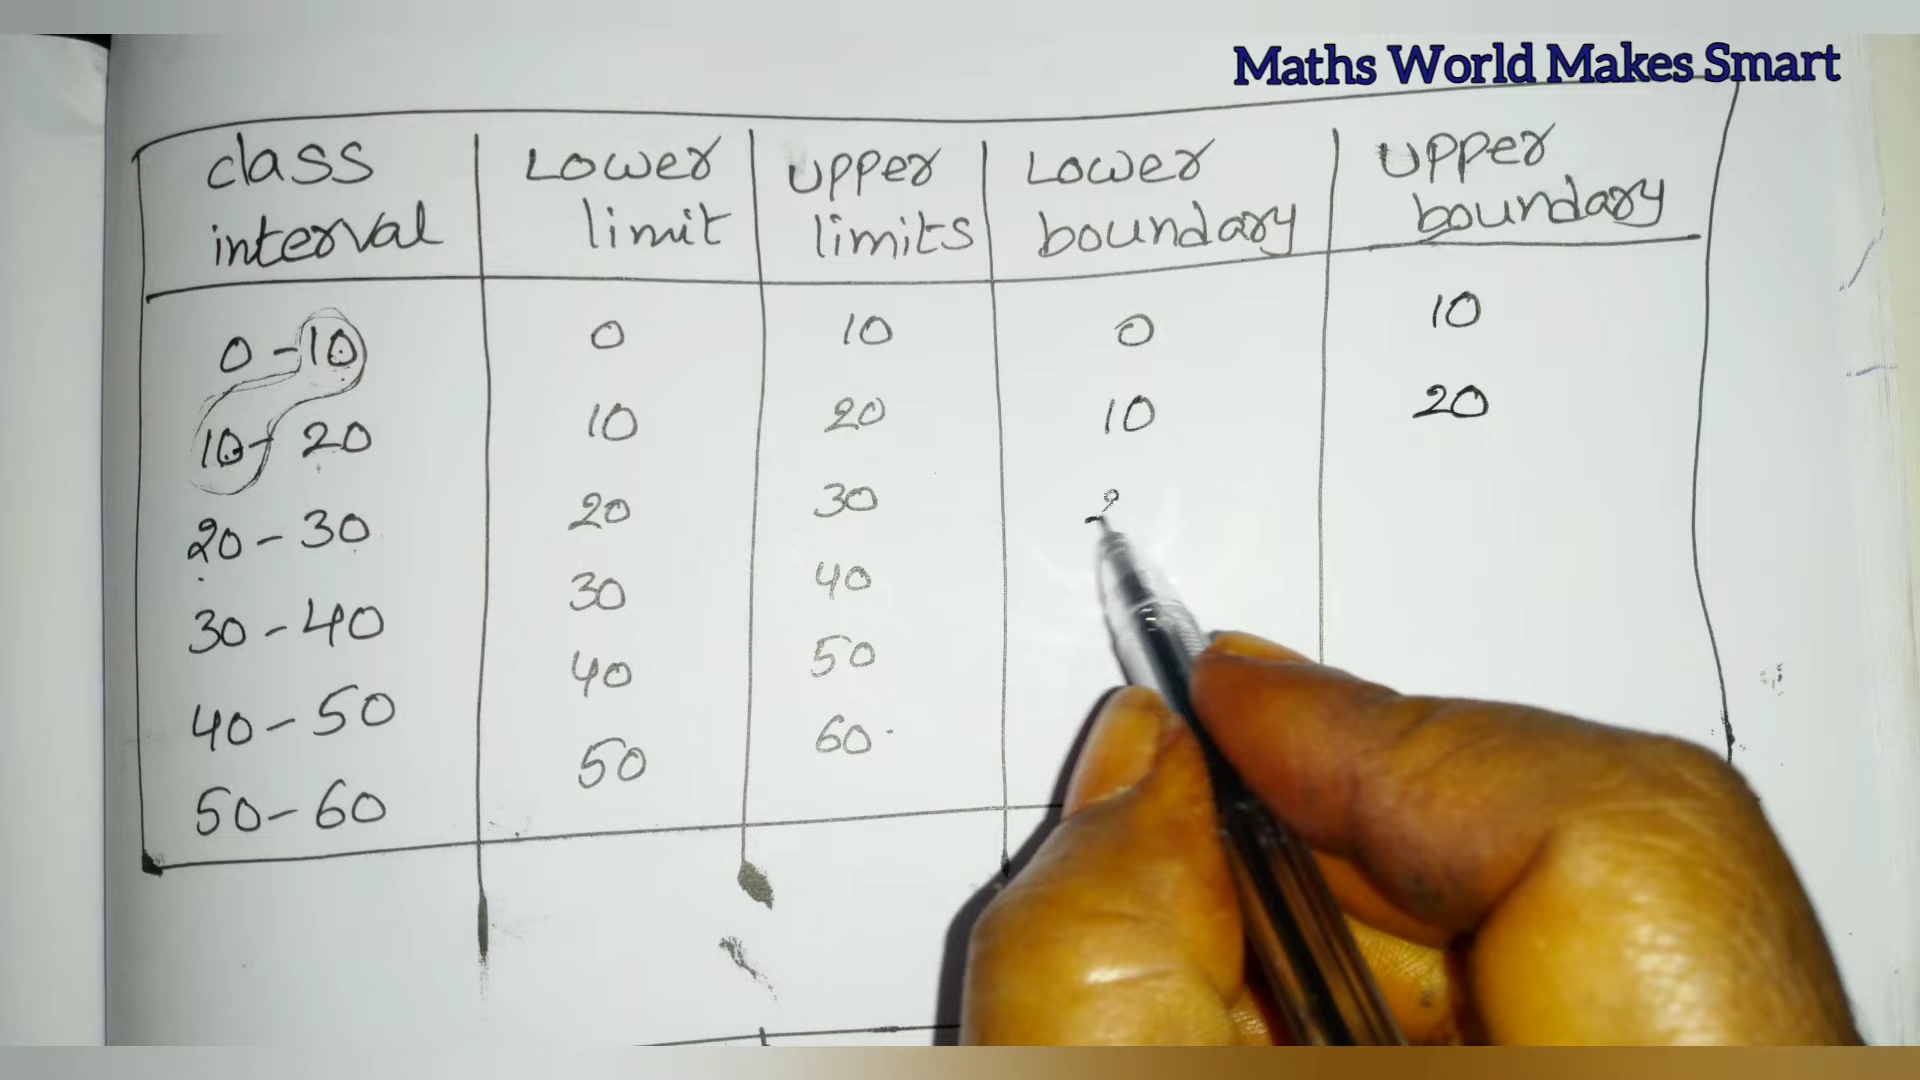 Maths World Makes Smart
class interval | Lower limit | upper limits | Lower boundary | upper boundary
0-10 | 0 | 10 | 0 | 10
10-20 | 10 | 20 | 10 | 20
20-30 | 20 | 30 | 2
30-40 | 30 | 40
40-50 | 40 | 50
50-60 | 50 | 60